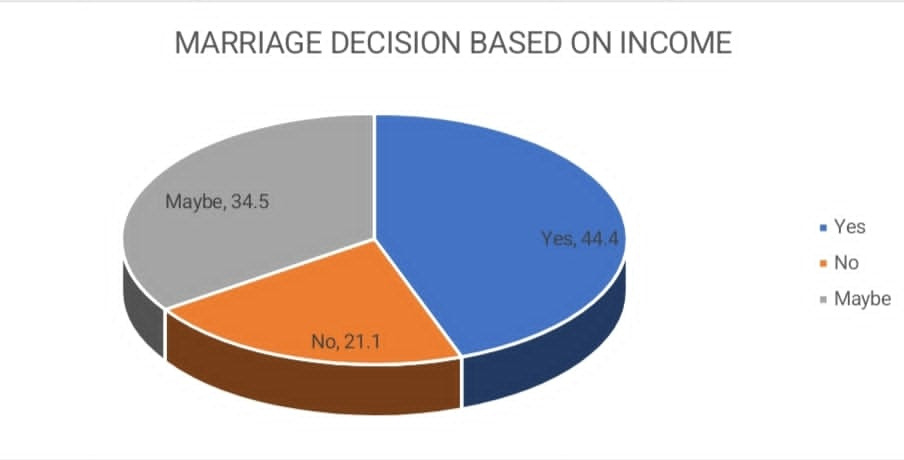 MARRIAGE DECISION BASED ON INCOME
Maybe, 34.5
Yes, 44.4
No, 21.1
Yes
No
Maybe